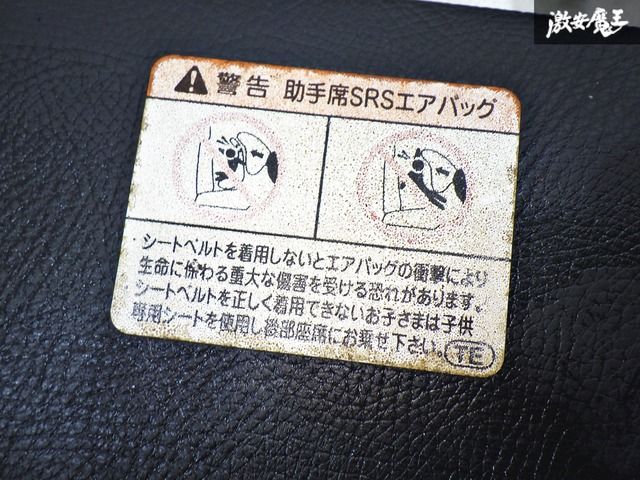 激安魔王
警告 助手席SRSエアバッグ
シートベルトを着用しないとエアバッグの衝撃により
生命に係わる重大な傷害を受ける恐れがあります。
シートベルトを正しく着用できないお子さまは子供
専用シートを使用し後部座席にお乗せ下さい。
TE